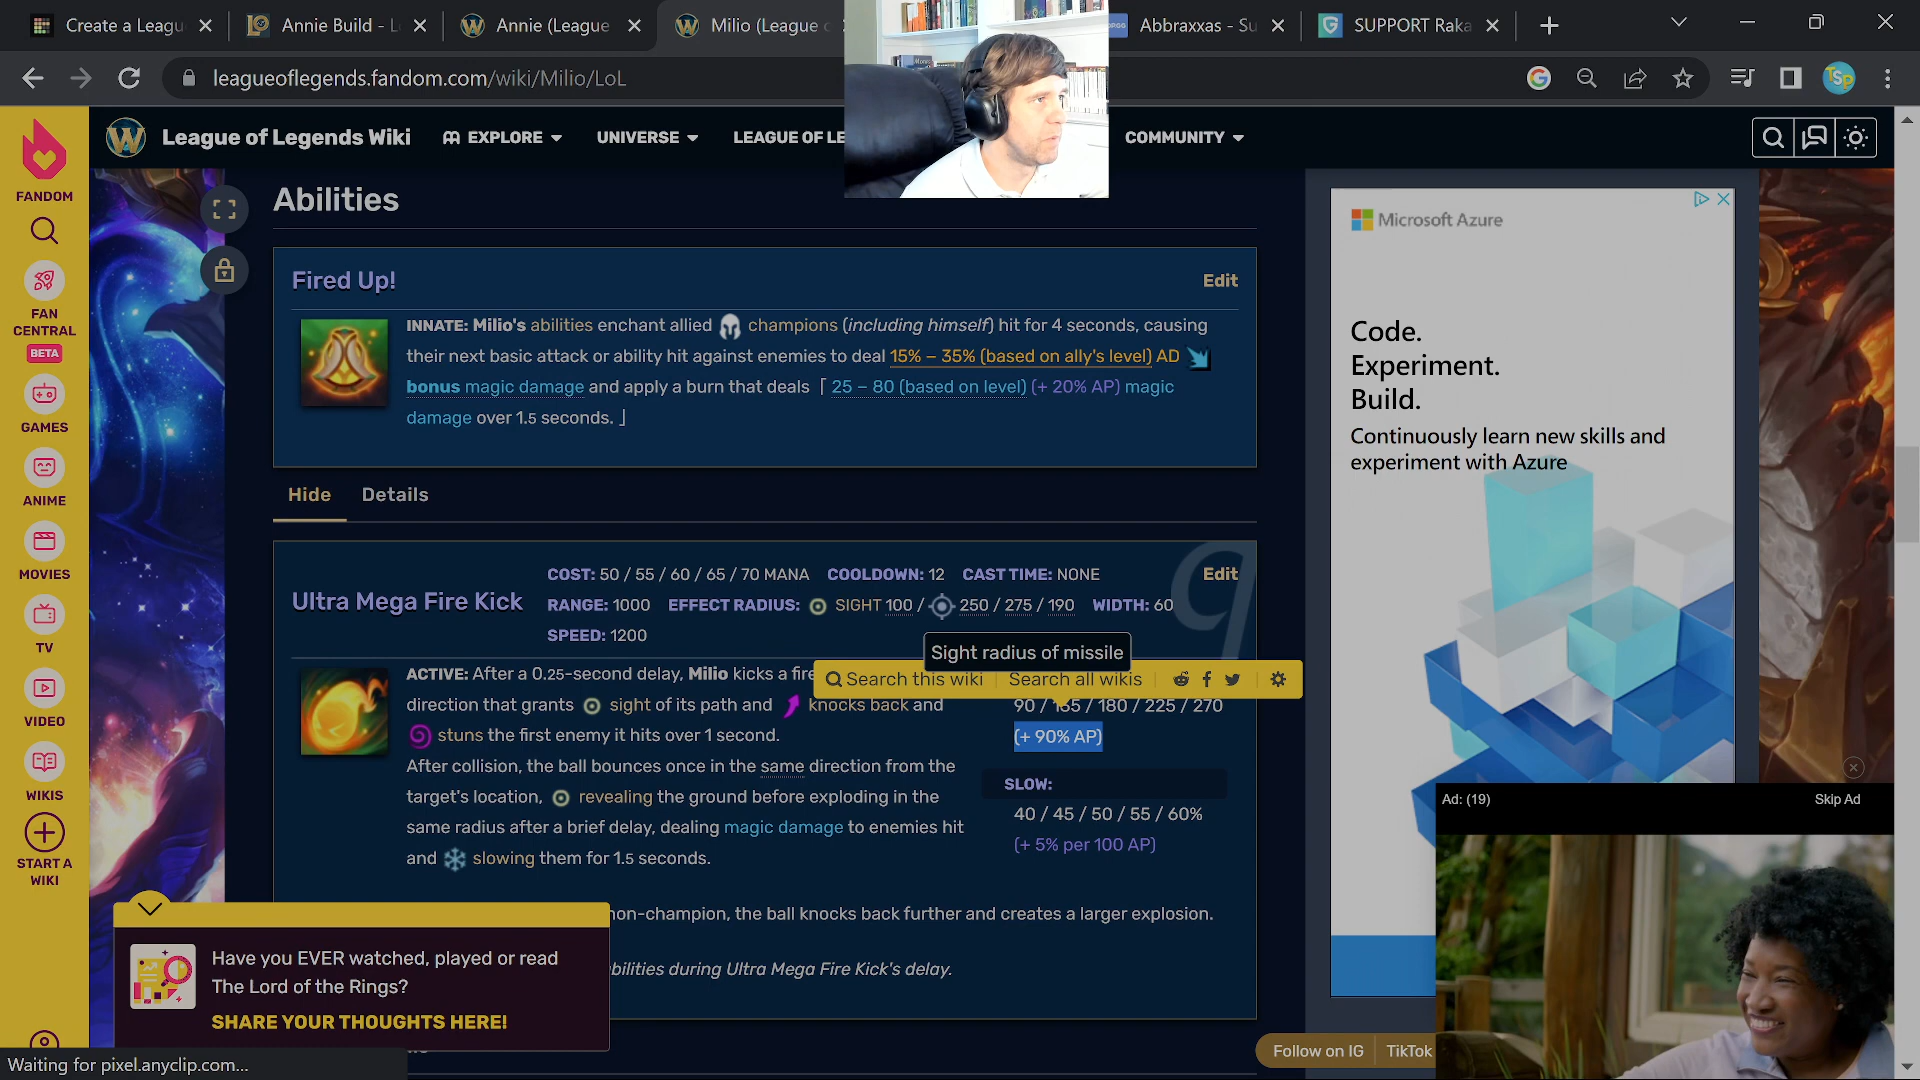 Create a Leagu
Annie Build - L
Annie (League
Milio (League
Abbraxxas - Su
SUPPORT Raka
leagueoflegends.fandom.com/wiki/Milio/LoL
TSP
FANDOM
FAN
CENTRAL
BETA
GAMES
ANIME
MOVIES
TV
VIDEO
WIKIS
START A
WIKI
League of Legends Wiki
EXPLORE
UNIVERSE
LEAGUE OF LE
COMMUNITY
Abilities
Fired Up!
Edit
INNATE: Milio's abilities enchant allied champions (including himself) hit for 4 seconds, causing
their next basic attack or ability hit against enemies to deal 15% – 35% (based on ally's level) AD
bonus magic damage and apply a burn that deals ⌈ 25 – 80 (based on level) (+ 20% AP) magic
damage over 1.5 seconds. ⌋
Hide
Details
Ultra Mega Fire Kick
COST: 50 / 55 / 60 / 65 / 70 MANA COOLDOWN: 12 CAST TIME: NONE
RANGE: 1000 EFFECT RADIUS: SIGHT 100 / 250 / 275 / 190 WIDTH: 60
SPEED: 1200
Edit
q
Sight radius of missile
Search this wiki
Search all wikis
ACTIVE: After a 0.25-second delay, Milio kicks a fire
direction that grants sight of its path and knocks back and
stuns the first enemy it hits over 1 second.
After collision, the ball bounces once in the same direction from the
target's location, revealing the ground before exploding in the
same radius after a brief delay, dealing magic damage to enemies hit
and slowing them for 1.5 seconds.
90 / 135 / 180 / 225 / 270
(+ 90% AP)
SLOW:
40 / 45 / 50 / 55 / 60%
(+ 5% per 100 AP)
non-champion, the ball knocks back further and creates a larger explosion.
bilities during Ultra Mega Fire Kick's delay.
Have you EVER watched, played or read
The Lord of the Rings?
SHARE YOUR THOUGHTS HERE!
Waiting for pixel.anyclip.com...
Microsoft Azure
Code.
Experiment.
Build.
Continuously learn new skills and
experiment with Azure
Ad: (19)
Skip Ad
Follow on IG
TikTok